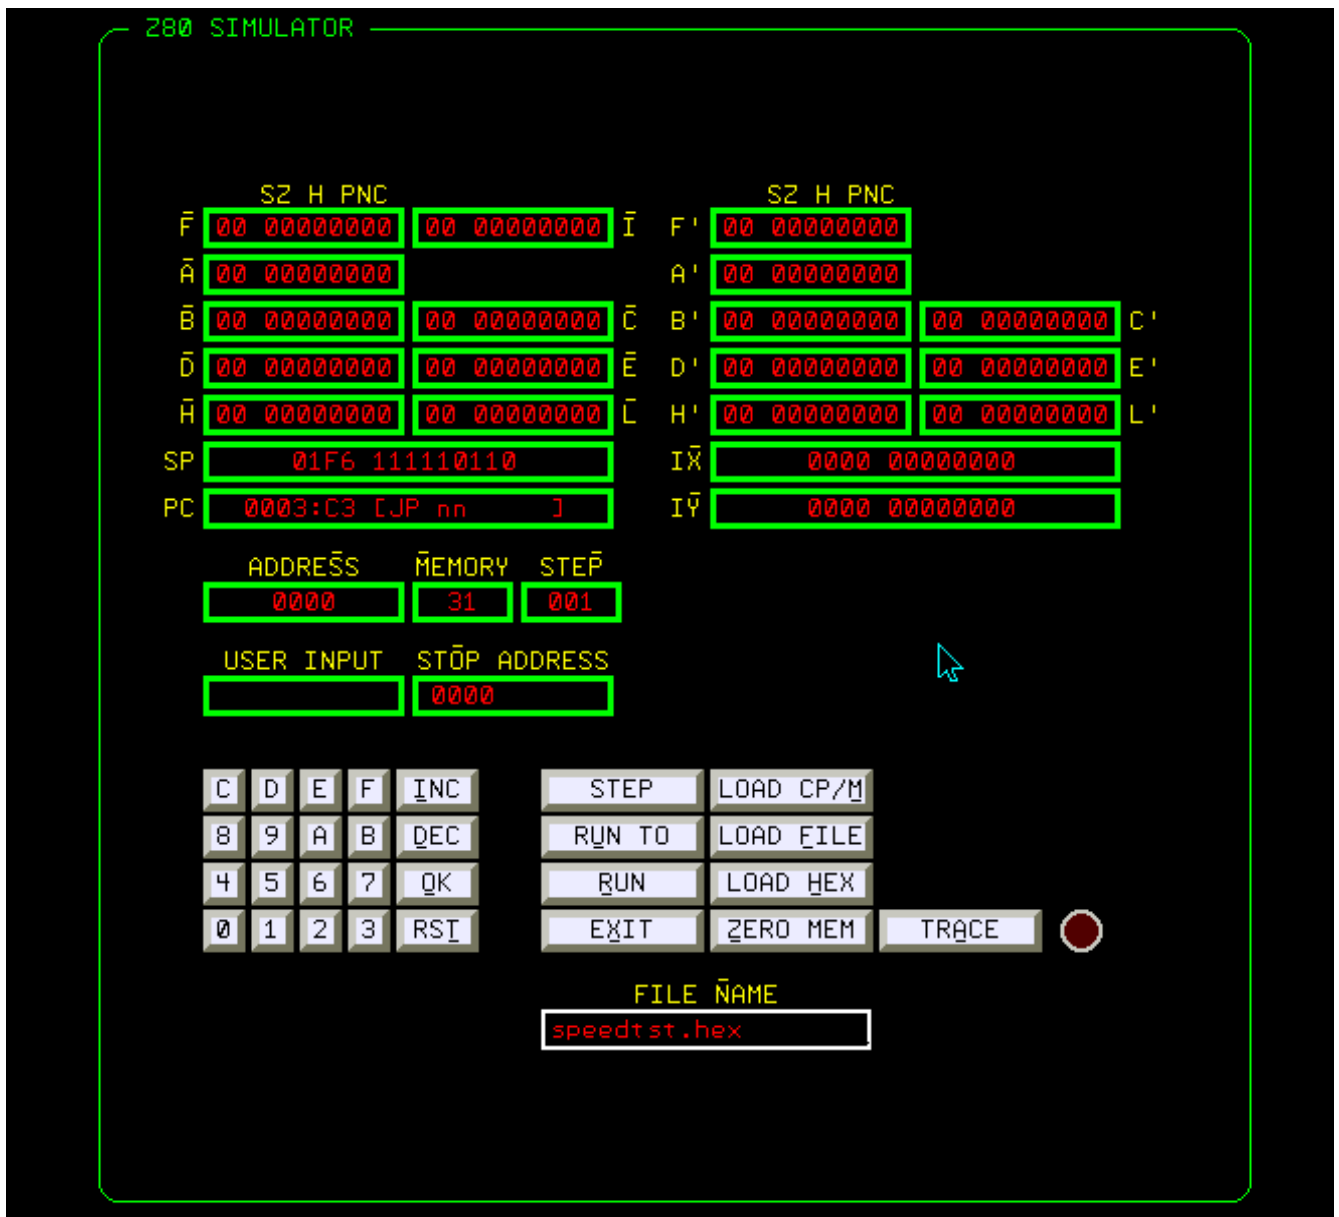 Z80 SIMULATOR
SZ H PNC SZ H PNC
F̄ 00 00000000 00 00000000 Ī F' 00 00000000
Ā 00 00000000 A' 00 00000000
B̄ 00 00000000 00 00000000 C̄ B' 00 00000000 00 00000000 C'
D̄ 00 00000000 00 00000000 Ē D' 00 00000000 00 00000000 E'
H̄ 00 00000000 00 00000000 L̄ H' 00 00000000 00 00000000 L'
SP 01F6 111110110 IX̄ 0000 00000000
PC 0003:C3 [JP nn ] IȲ 0000 00000000
ADDRES̄S M̄EMORY STEP̄
0000 31 001
USER INPUT STŌP ADDRESS
0000
C D E F INC STEP LOAD CP/M
8 9 A B DEC RUN TO LOAD FILE
4 5 6 7 OK RUN LOAD HEX
0 1 2 3 RST EXIT ZERO MEM TRACE
FILE N̄AME
speedtst.hex